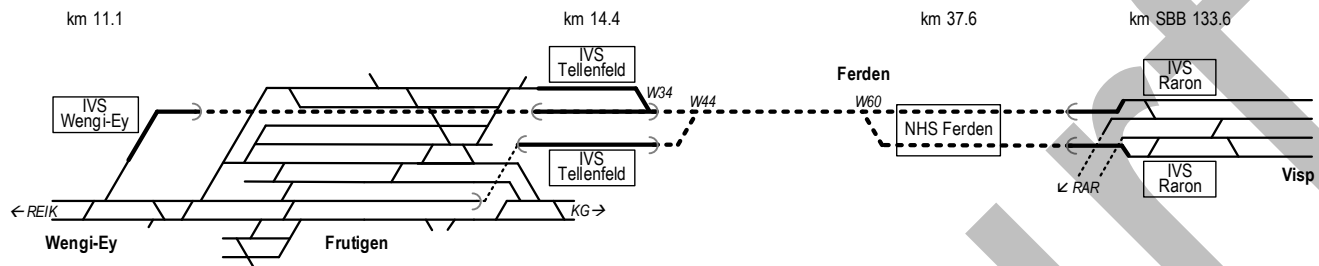 km 11.1
km 14.4
km 37.6
km SBB 133.6
IVS
Tellenfeld
IVS
Raron
Ferden
IVS
Wengi-Ey
W34
W44
W60
NHS Ferden
IVS
Tellenfeld
IVS
Raron
Visp
↙ RAR
← REIK
KG →
Wengi-Ey
Frutigen